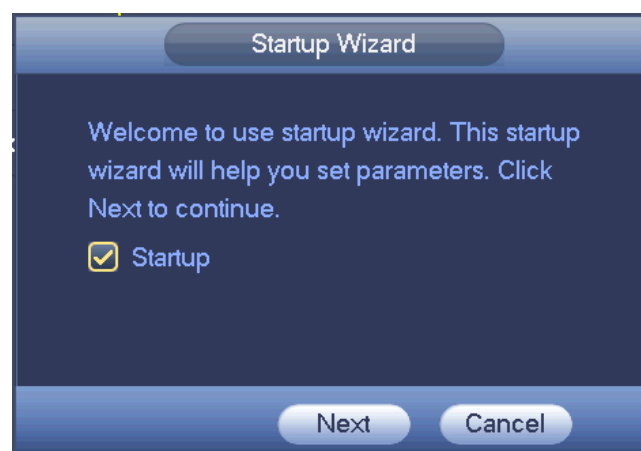 Startup Wizard
Welcome to use startup wizard. This startup
wizard will help you set parameters. Click
Next to continue.
Startup
Next
Cancel